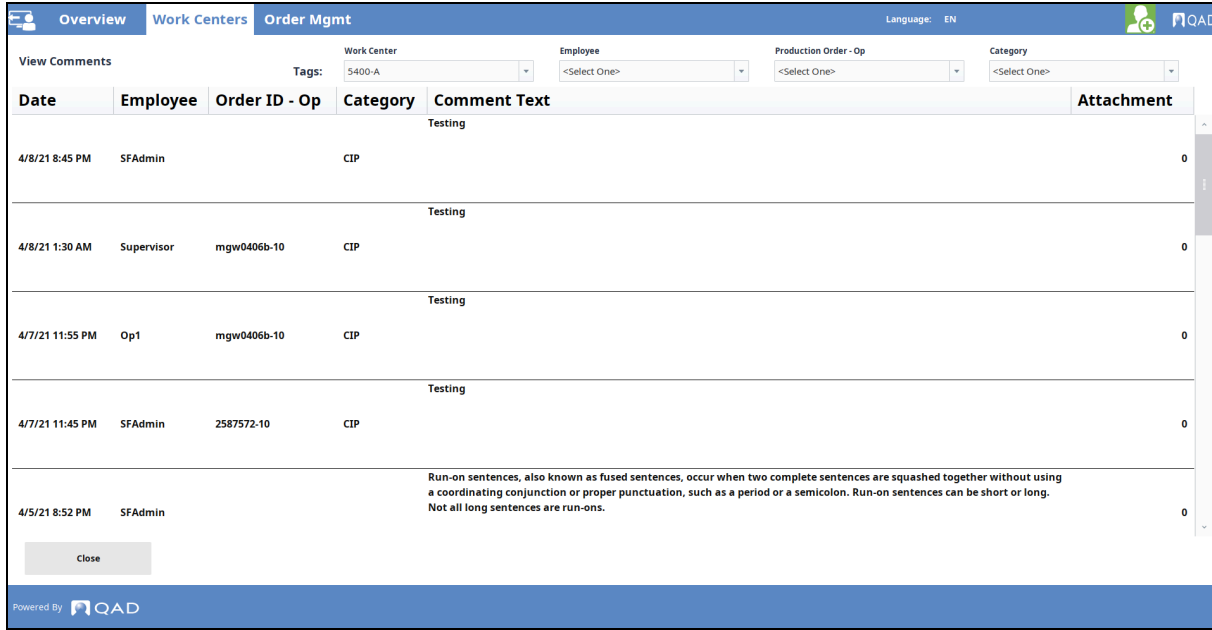 Overview Work Centers Order Mgmt Language: EN QAD
View Comments
Tags:
Work Center Employee Production Order - Op Category
5400-A <Select One> <Select One> <Select One>
Date Employee Order ID - Op Category Comment Text Attachment
Testing
4/8/21 8:45 PM SFAdmin CIP 0
Testing
4/8/21 1:30 AM Supervisor mgw0406b-10 CIP 0
Testing
4/7/21 11:55 PM Op1 mgw0406b-10 CIP 0
Testing
4/7/21 11:45 PM SFAdmin 2587572-10 CIP 0
Run-on sentences, also known as fused sentences, occur when two complete sentences are squashed together without using
a coordinating conjunction or proper punctuation, such as a period or a semicolon. Run-on sentences can be short or long.
Not all long sentences are run-ons.
4/5/21 8:52 PM SFAdmin 0
Close
Powered By QAD